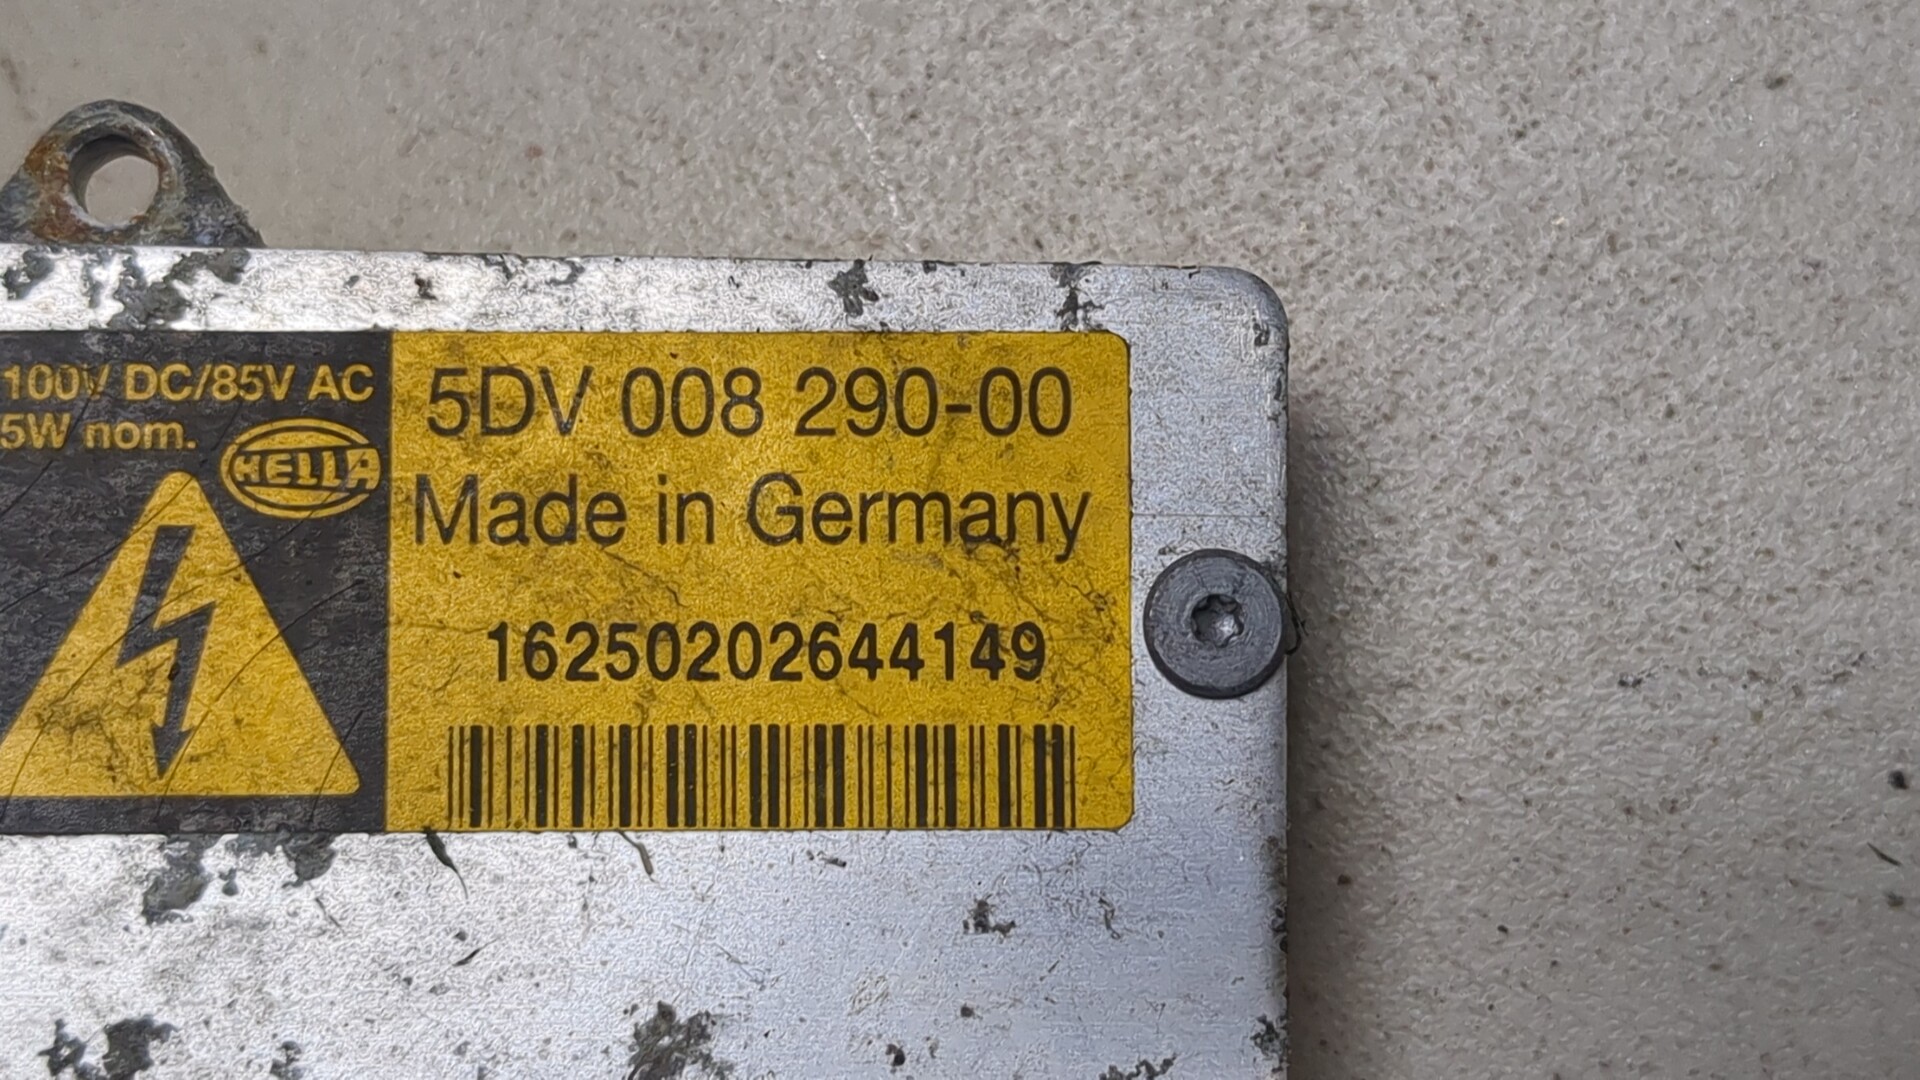 100V DC/85V AC
5W nom.
HELLA
5DV 008 290-00
Made in Germany
16250202644149